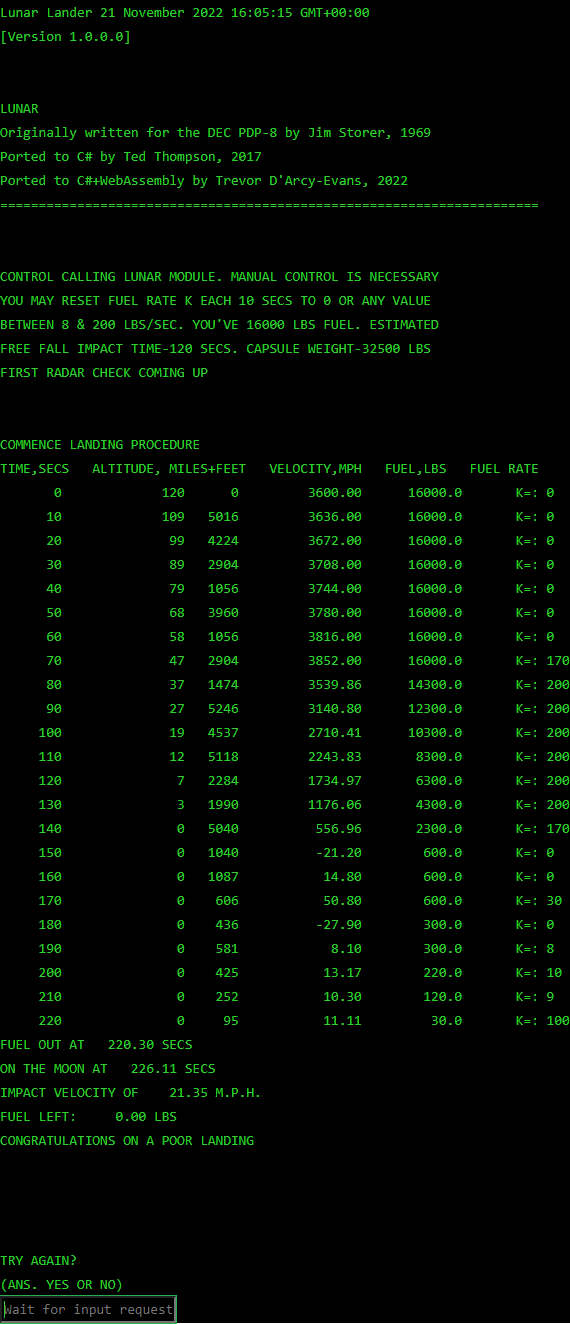 Lunar Lander 21 November 2022 16:05:15 GMT+00:00
[Version 1.0.0.0]
LUNAR
Originally written for the DEC PDP-8 by Jim Storer, 1969
Ported to C# by Ted Thompson, 2017
Ported to C#+WebAssembly by Trevor D'Arcy-Evans, 2022
======================================================================
CONTROL CALLING LUNAR MODULE. MANUAL CONTROL IS NECESSARY
YOU MAY RESET FUEL RATE K EACH 10 SECS TO 0 OR ANY VALUE
BETWEEN 8 & 200 LBS/SEC. YOU'VE 16000 LBS FUEL. ESTIMATED
FREE FALL IMPACT TIME-120 SECS. CAPSULE WEIGHT-32500 LBS
FIRST RADAR CHECK COMING UP
COMMENCE LANDING PROCEDURE
TIME,SECS   ALTITUDE, MILES+FEET   VELOCITY,MPH   FUEL,LBS   FUEL RATE
0 120 0 3600.00 16000.0 K=: 0
10 109 5016 3636.00 16000.0 K=: 0
20 99 4224 3672.00 16000.0 K=: 0
30 89 2904 3708.00 16000.0 K=: 0
40 79 1056 3744.00 16000.0 K=: 0
50 68 3960 3780.00 16000.0 K=: 0
60 58 1056 3816.00 16000.0 K=: 0
70 47 2904 3852.00 16000.0 K=: 170
80 37 1474 3539.86 14300.0 K=: 200
90 27 5246 3140.80 12300.0 K=: 200
100 19 4537 2710.41 10300.0 K=: 200
110 12 5118 2243.83 8300.0 K=: 200
120 7 2284 1734.97 6300.0 K=: 200
130 3 1990 1176.06 4300.0 K=: 200
140 0 5040 556.96 2300.0 K=: 170
150 0 1040 -21.20 600.0 K=: 0
160 0 1087 14.80 600.0 K=: 0
170 0 606 50.80 600.0 K=: 30
180 0 436 -27.90 300.0 K=: 0
190 0 581 8.10 300.0 K=: 8
200 0 425 13.17 220.0 K=: 10
210 0 252 10.30 120.0 K=: 9
220 0 95 11.11 30.0 K=: 100
FUEL OUT AT   220.30 SECS
ON THE MOON AT   226.11 SECS
IMPACT VELOCITY OF    21.35 M.P.H.
FUEL LEFT:     0.00 LBS
CONGRATULATIONS ON A POOR LANDING
TRY AGAIN?
(ANS. YES OR NO)
Wait for input request